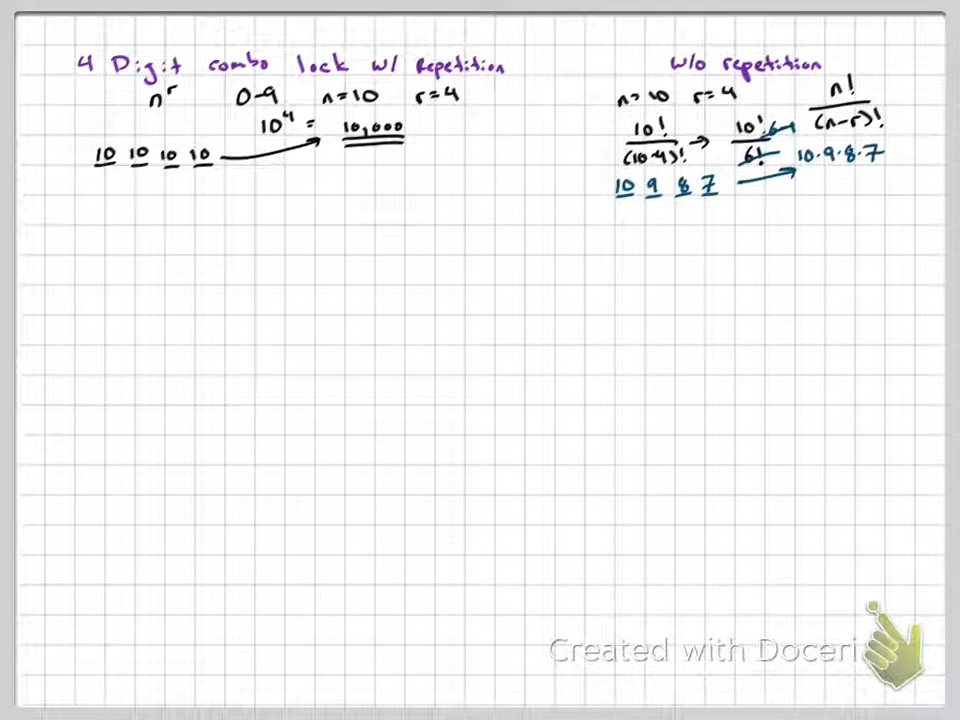 4 Digit combo lock w/ Repetition
n^r 0-9 n=10 r=4
10^4 = 10,000
10 10 10 10
w/o repetition
n=10 r=4 n!/(n-r)!
10!/(10-4)! → 10!/6! 10·9·8·7
10 9 8 7
Created with Doceri